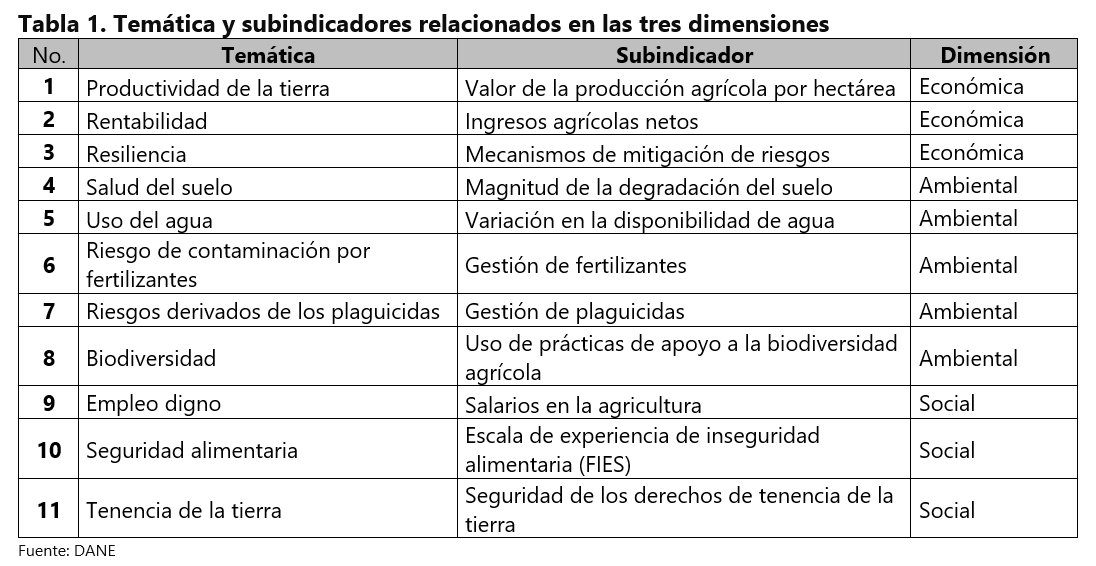 Tabla 1. Temática y subindicadores relacionados en las tres dimensiones
No. Temática Subindicador Dimensión
1 Productividad de la tierra Valor de la producción agrícola por hectárea Económica
2 Rentabilidad Ingresos agrícolas netos Económica
3 Resiliencia Mecanismos de mitigación de riesgos Económica
4 Salud del suelo Magnitud de la degradación del suelo Ambiental
5 Uso del agua Variación en la disponibilidad de agua Ambiental
6 Riesgo de contaminación por
fertilizantes Gestión de fertilizantes Ambiental
7 Riesgos derivados de los plaguicidas Gestión de plaguicidas Ambiental
8 Biodiversidad Uso de prácticas de apoyo a la biodiversidad
agrícola Ambiental
9 Empleo digno Salarios en la agricultura Social
10 Seguridad alimentaria Escala de experiencia de inseguridad
alimentaria (FIES) Social
11 Tenencia de la tierra Seguridad de los derechos de tenencia de la
tierra Social
Fuente: DANE